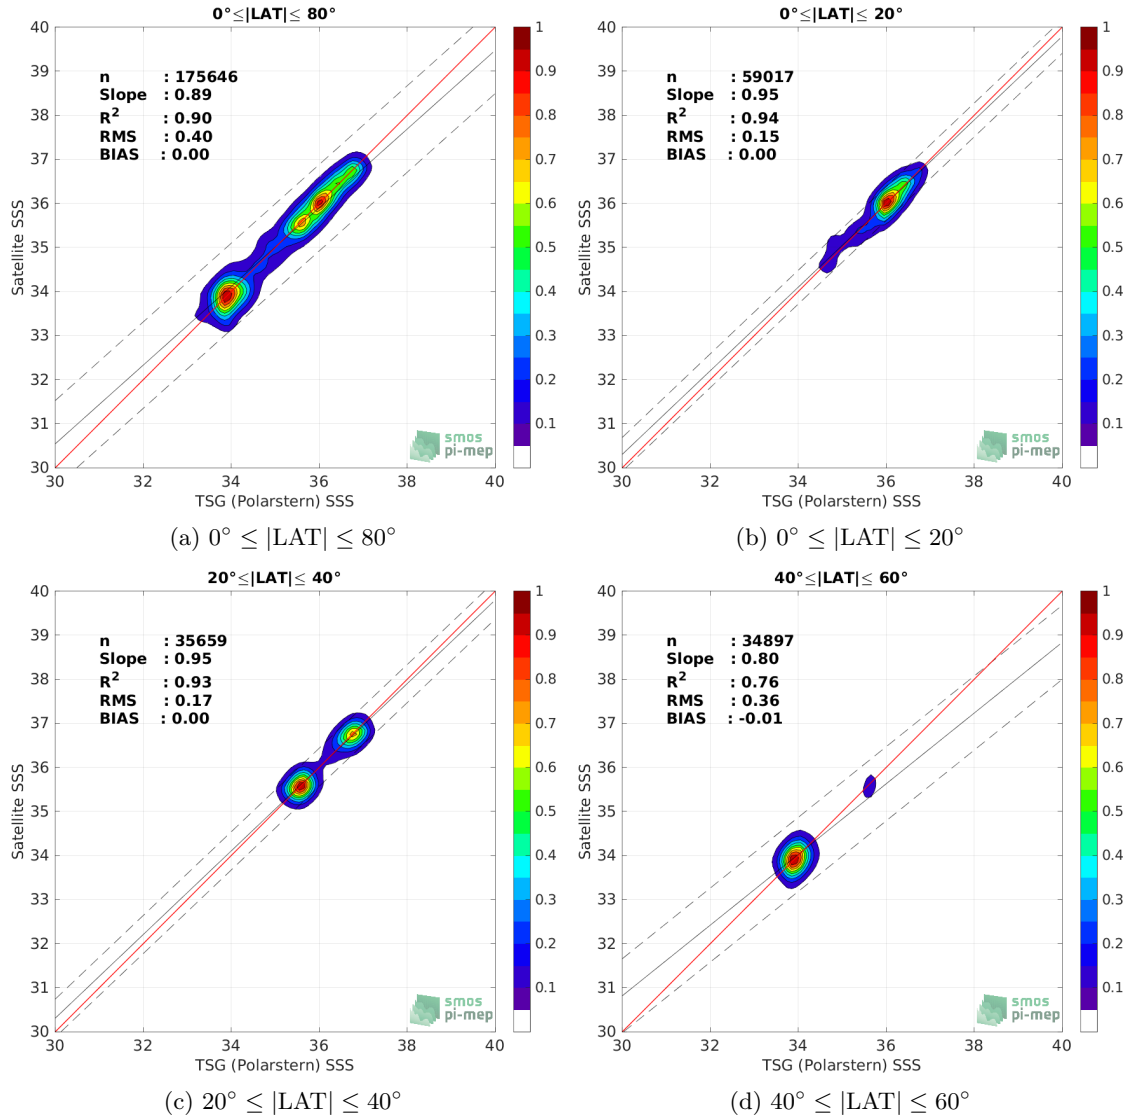 0°≤|LAT|≤ 80°
n : 175646
Slope : 0.89
R2 : 0.90
RMS : 0.40
BIAS : 0.00
40
39
38
37
36
35
34
33
32
31
30
30 32 34 36 38 40
Satellite SSS
TSG (Polarstern) SSS
1
0.9
0.8
0.7
0.6
0.5
0.4
0.3
0.2
0.1
smos
pi-mep
(a) 0° ≤ |LAT| ≤ 80°
0°≤|LAT|≤ 20°
n : 59017
Slope : 0.95
R2 : 0.94
RMS : 0.15
BIAS : 0.00
40
39
38
37
36
35
34
33
32
31
30
30 32 34 36 38 40
Satellite SSS
TSG (Polarstern) SSS
1
0.9
0.8
0.7
0.6
0.5
0.4
0.3
0.2
0.1
smos
pi-mep
(b) 0° ≤ |LAT| ≤ 20°
20°≤|LAT|≤ 40°
n : 35659
Slope : 0.95
R2 : 0.93
RMS : 0.17
BIAS : 0.00
40
39
38
37
36
35
34
33
32
31
30
30 32 34 36 38 40
Satellite SSS
TSG (Polarstern) SSS
1
0.9
0.8
0.7
0.6
0.5
0.4
0.3
0.2
0.1
smos
pi-mep
(c) 20° ≤ |LAT| ≤ 40°
40°≤|LAT|≤ 60°
n : 34897
Slope : 0.80
R2 : 0.76
RMS : 0.36
BIAS : -0.01
40
39
38
37
36
35
34
33
32
31
30
30 32 34 36 38 40
Satellite SSS
TSG (Polarstern) SSS
1
0.9
0.8
0.7
0.6
0.5
0.4
0.3
0.2
0.1
smos
pi-mep
(d) 40° ≤ |LAT| ≤ 60°